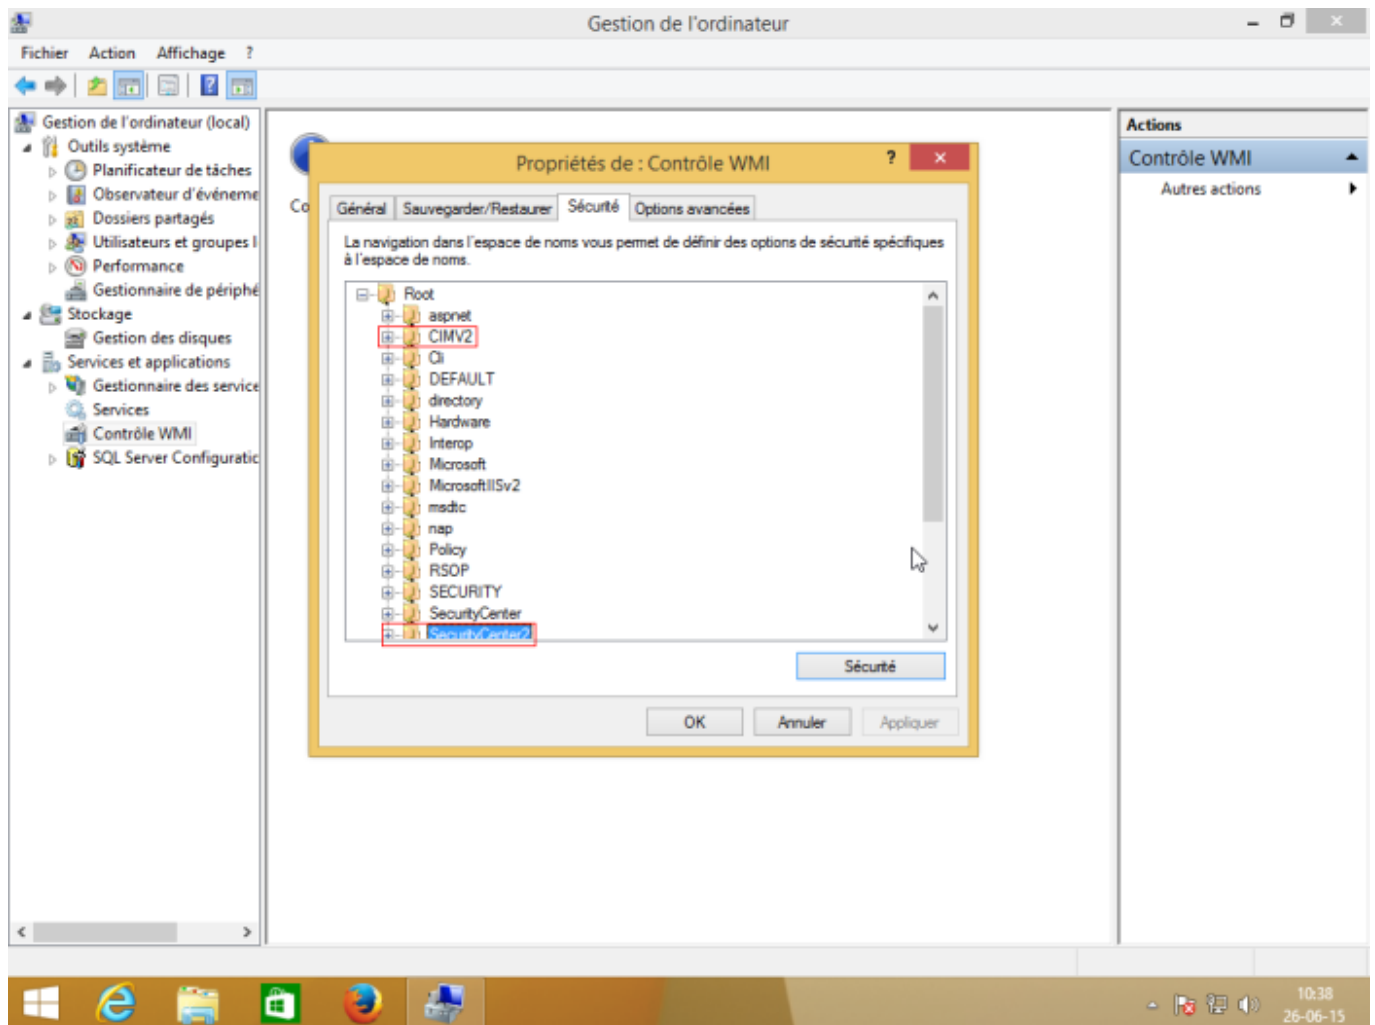 Gestion de l'ordinateur
Fichier Action Affichage ?
Gestion de l'ordinateur (local)
Outils système
Planificateur de tâches
Observateur d'événeme
Dossiers partagés
Utilisateurs et groupes l
Performance
Gestionnaire de périphé
Stockage
Gestion des disques
Services et applications
Gestionnaire des service
Services
Contrôle WMI
SQL Server Configuratic
Co
Propriétés de : Contrôle WMI
?
Général Sauvegarder/Restaurer Sécurité Options avancées
La navigation dans l'espace de noms vous permet de définir des options de sécurité spécifiques
à l'espace de noms.
Root
aspnet
CIMV2
Cli
DEFAULT
directory
Hardware
Interop
Microsoft
MicrosoftIISv2
msdtc
nap
Policy
RSOP
SECURITY
SecurityCenter
SecurityCenter2
Sécurité
OK Annuler Appliquer
Actions
Contrôle WMI
Autres actions
10:38
26-06-15